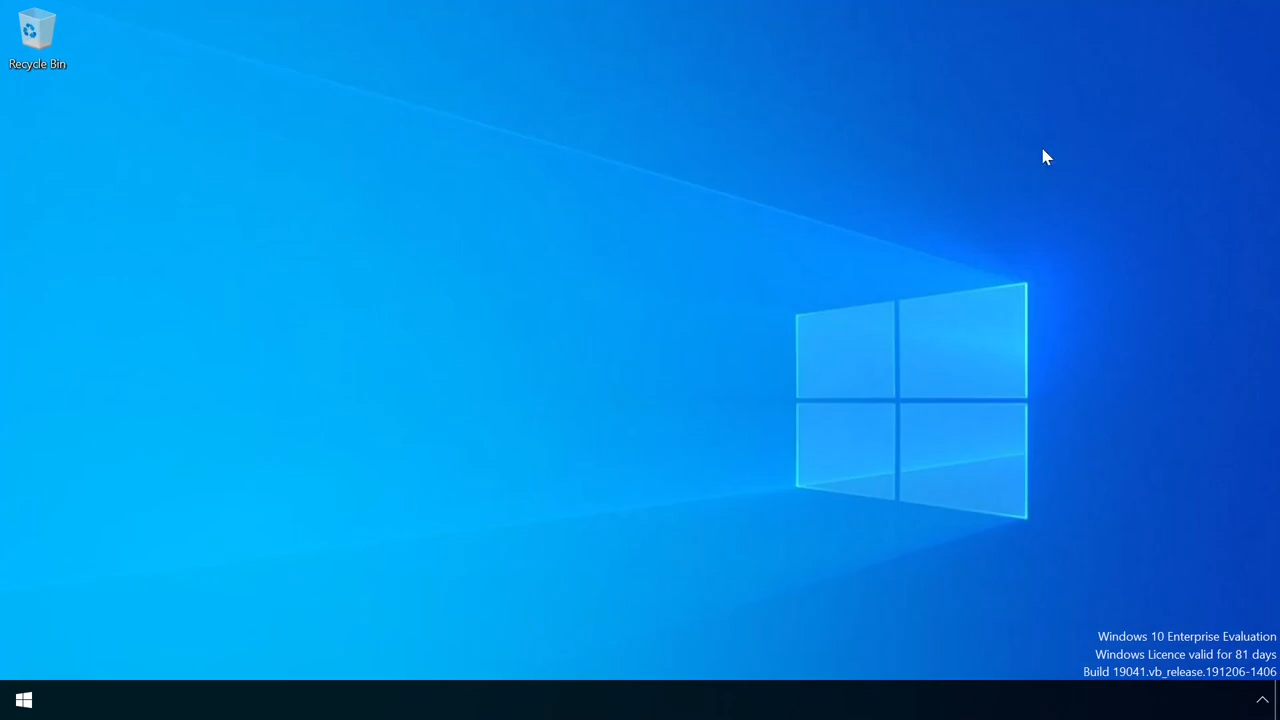 Recycle Bin
Windows 10 Enterprise Evaluation
Windows Licence valid for 81 days
Build 19041.vb_release.191206-1406